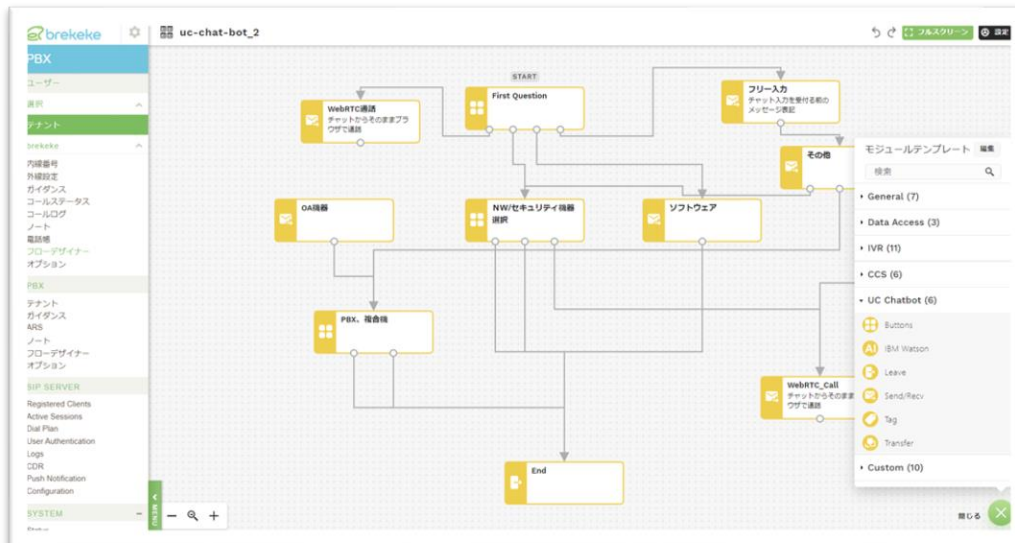 brekeke
uc-chat-bot_2
フルスクリーン
設定
PBX
ユーザー
選択
テナント
brekeke
内線番号
外線設定
ガイダンス
コールステータス
コールログ
ノート
電話帳
フローデザイナー
オプション
PBX
テナント
ガイダンス
ARS
ノート
フローデザイナー
オプション
SIP SERVER
Registered Clients
Active Sessions
Dial Plan
User Authentication
Logs
CDR
Push Notification
Configuration
SYSTEM
Status
MENU
START
First Question
WebRTC通話
チャットからそのままブラ
ウザで通話
フリー入力
チャット入力を受付る前の
メッセージ表記
その他
OA機器
NW/セキュリティ機器
選択
ソフトウェア
PBX、複合機
WebRTC_Call
チャットからそのまま
ウザで通話
End
モジュールテンプレート
編集
検索
General (7)
Data Access (3)
IVR (11)
CCS (6)
UC Chatbot (6)
Buttons
AI IBM Watson
Leave
Send/Recv
Tag
Transfer
Custom (10)
閉じる